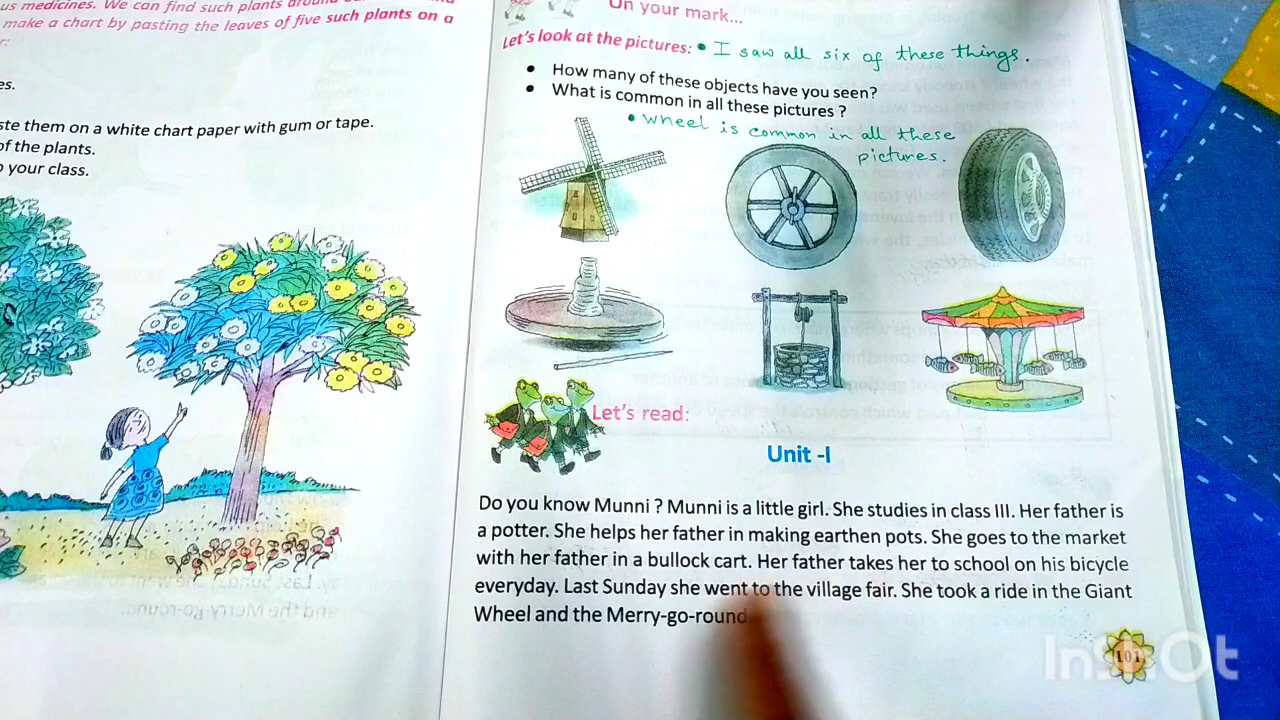 us medicines. We can find such plants
make a chart by pasting the leaves of five such plants on a
es.
ste them on a white chart paper with gum or tape.
of the plants.
your class.
On your mark...
Let's look at the pictures: • I saw all six of these things.
• How many of these objects have you seen?
• What is common in all these pictures ?
• wheel is common in all these
pictures.
Let's read:
Unit -I
Do you know Munni ? Munni is a little girl. She studies in class III. Her father is
a potter. She helps her father in making earthen pots. She goes to the market
with her father in a bullock cart. Her father takes her to school on his bicycle
everyday. Last Sunday she went to the village fair. She took a ride in the Giant
Wheel and the Merry-go-round
101
InShOt